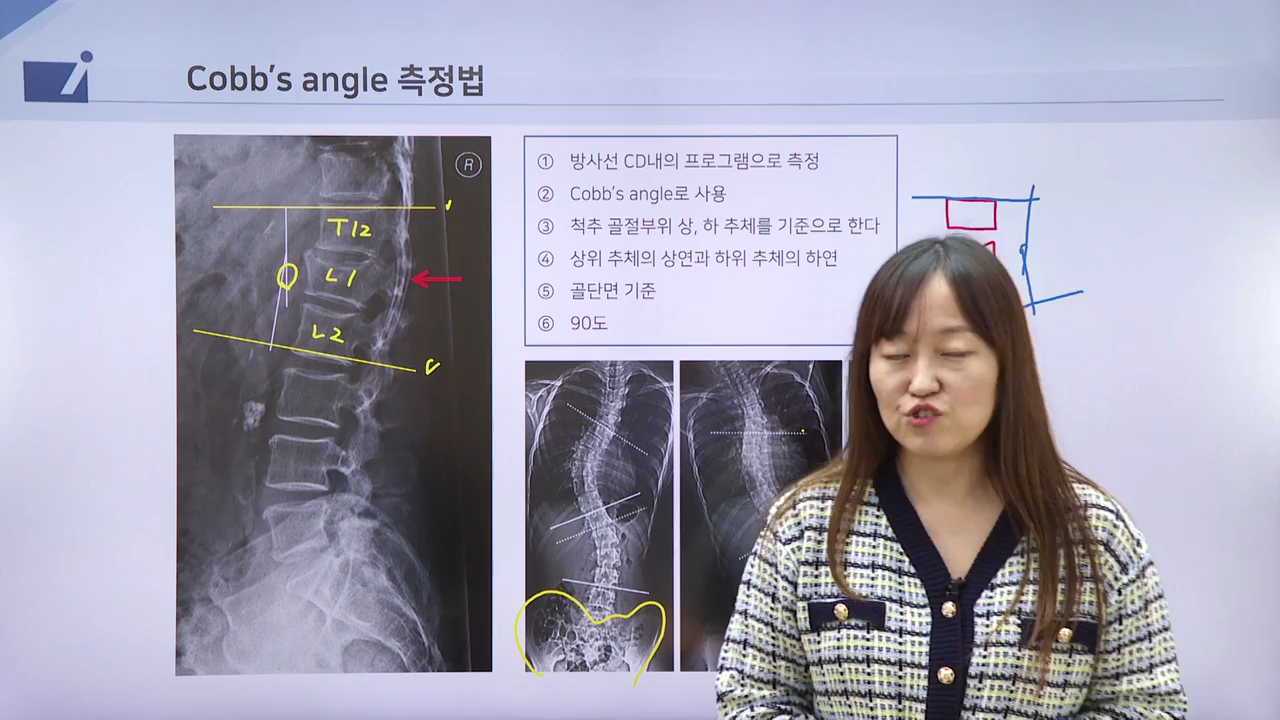 Cobb's angle 측정법
R
T12
L1
L2
① 방사선 CD내의 프로그램으로 측정
② Cobb's angle로 사용
③ 척추 골절부위 상, 하 추체를 기준으로 한다
④ 상위 추체의 상연과 하위 추체의 하연
⑤ 골단면 기준
⑥ 90도